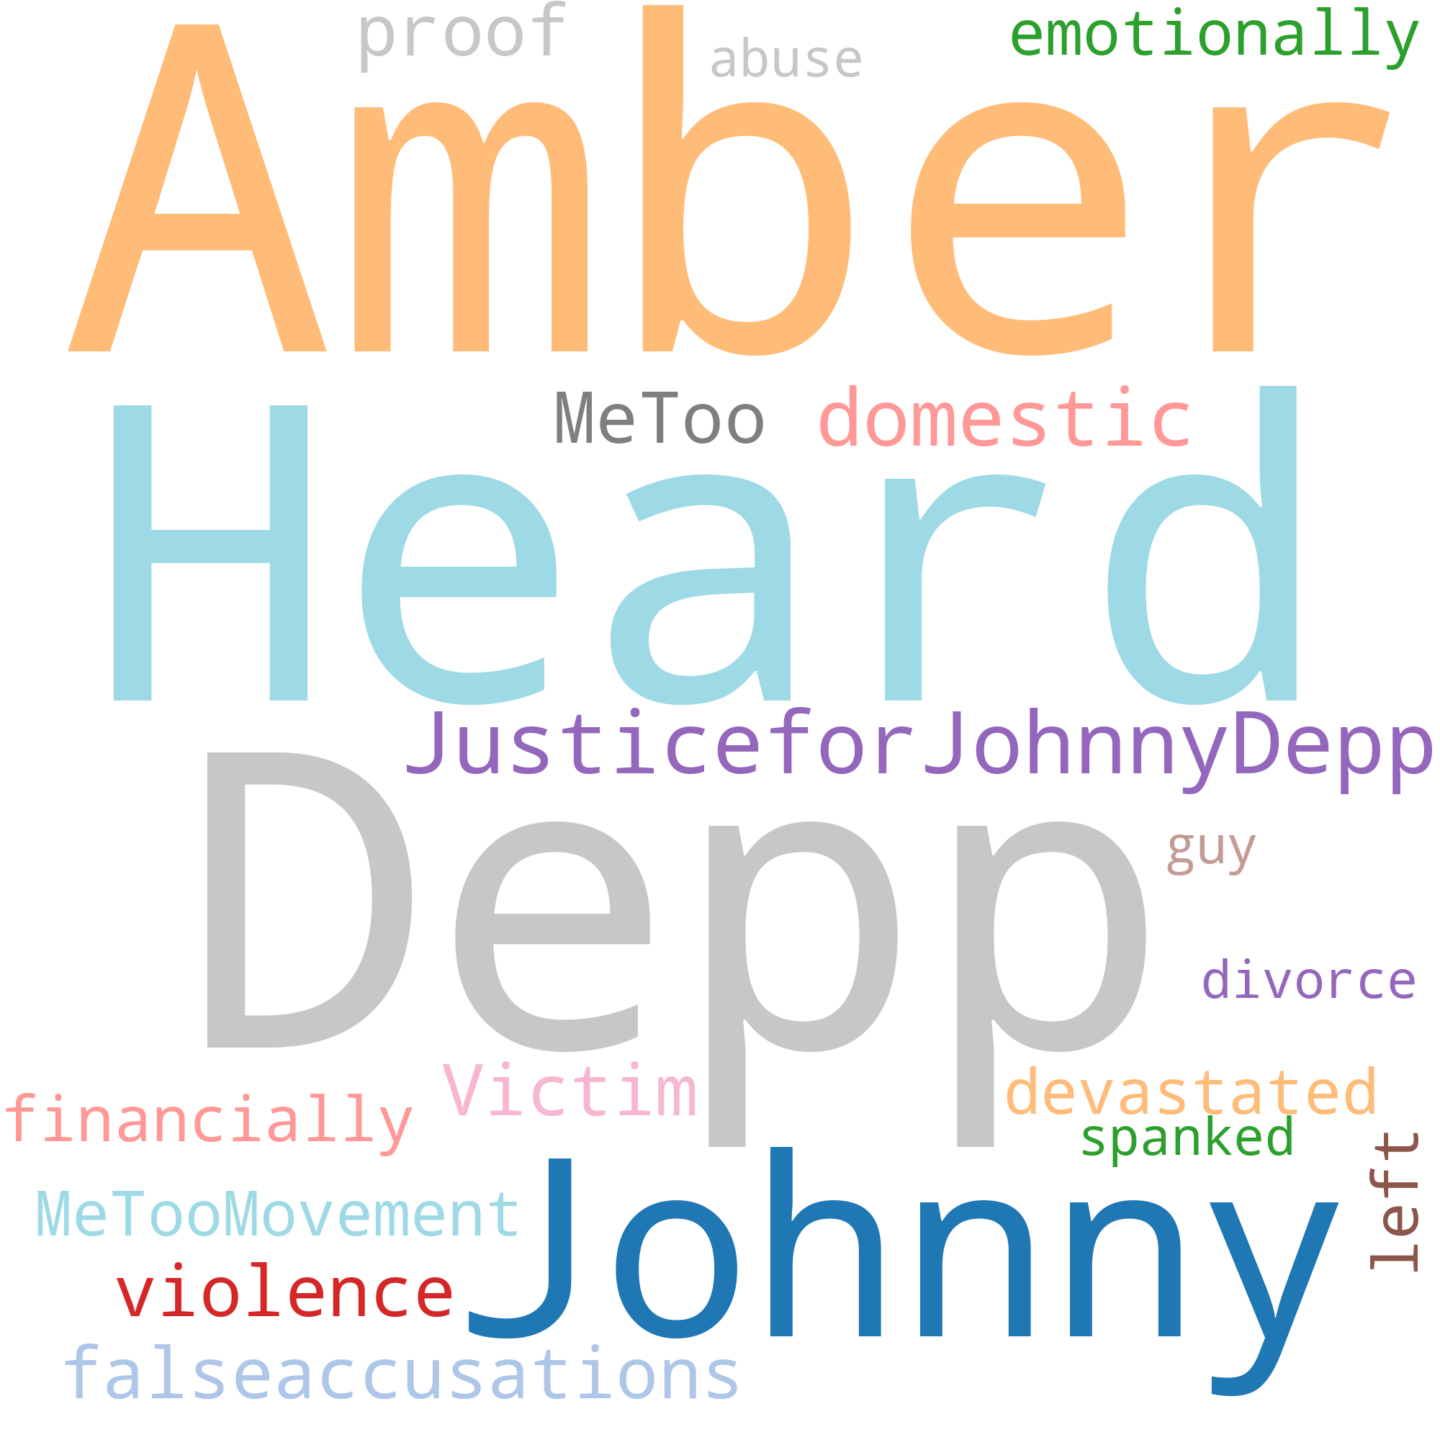 proof
abuse
emotionally
Amber
MeToo
domestic
Heard
JusticeforJohnnyDepp
Depp
guy
divorce
Victim
devastated
financially
spanked
left
MeTooMovement
Johnny
violence
falseaccusations